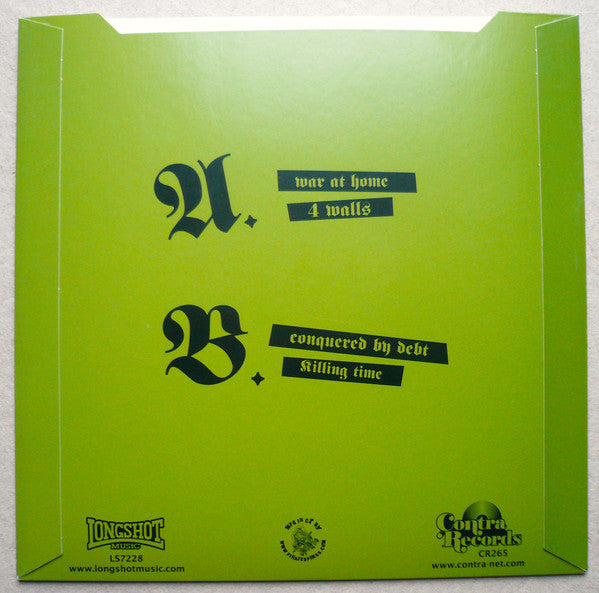 A.
war at home
4 walls
B.
conquered by debt
Killing time
LONGSHOT
MUSIC
LS7228
www.longshotmusic.com
Contra
Records
CR265
www.contra-net.com